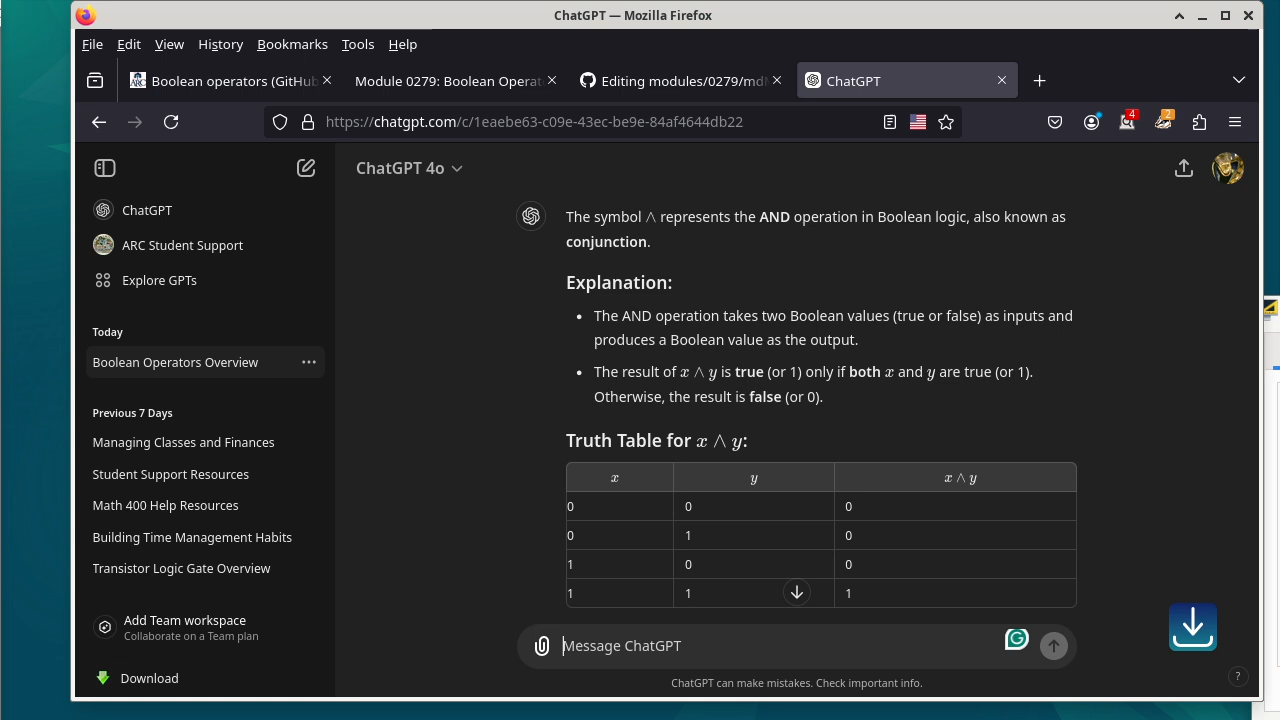 ChatGPT — Mozilla Firefox
File Edit View History Bookmarks Tools Help
Boolean operators (GitHub
Module 0279: Boolean Operat
Editing modules/0279/md
ChatGPT
https://chatgpt.com/c/1eaebe63-c09e-43ec-be9e-84af4644db22
4
2
ChatGPT 4o
ChatGPT
ARC Student Support
Explore GPTs
Today
Boolean Operators Overview
Previous 7 Days
Managing Classes and Finances
Student Support Resources
Math 400 Help Resources
Building Time Management Habits
Transistor Logic Gate Overview
Add Team workspace
Collaborate on a Team plan
Download
The symbol ∧ represents the AND operation in Boolean logic, also known as
conjunction.
Explanation:
• The AND operation takes two Boolean values (true or false) as inputs and
produces a Boolean value as the output.
• The result of x ∧ y is true (or 1) only if both x and y are true (or 1).
Otherwise, the result is false (or 0).
Truth Table for x ∧ y:
x y x ∧ y
0 0 0
0 1 0
1 0 0
1 1 1
Message ChatGPT
ChatGPT can make mistakes. Check important info.
?